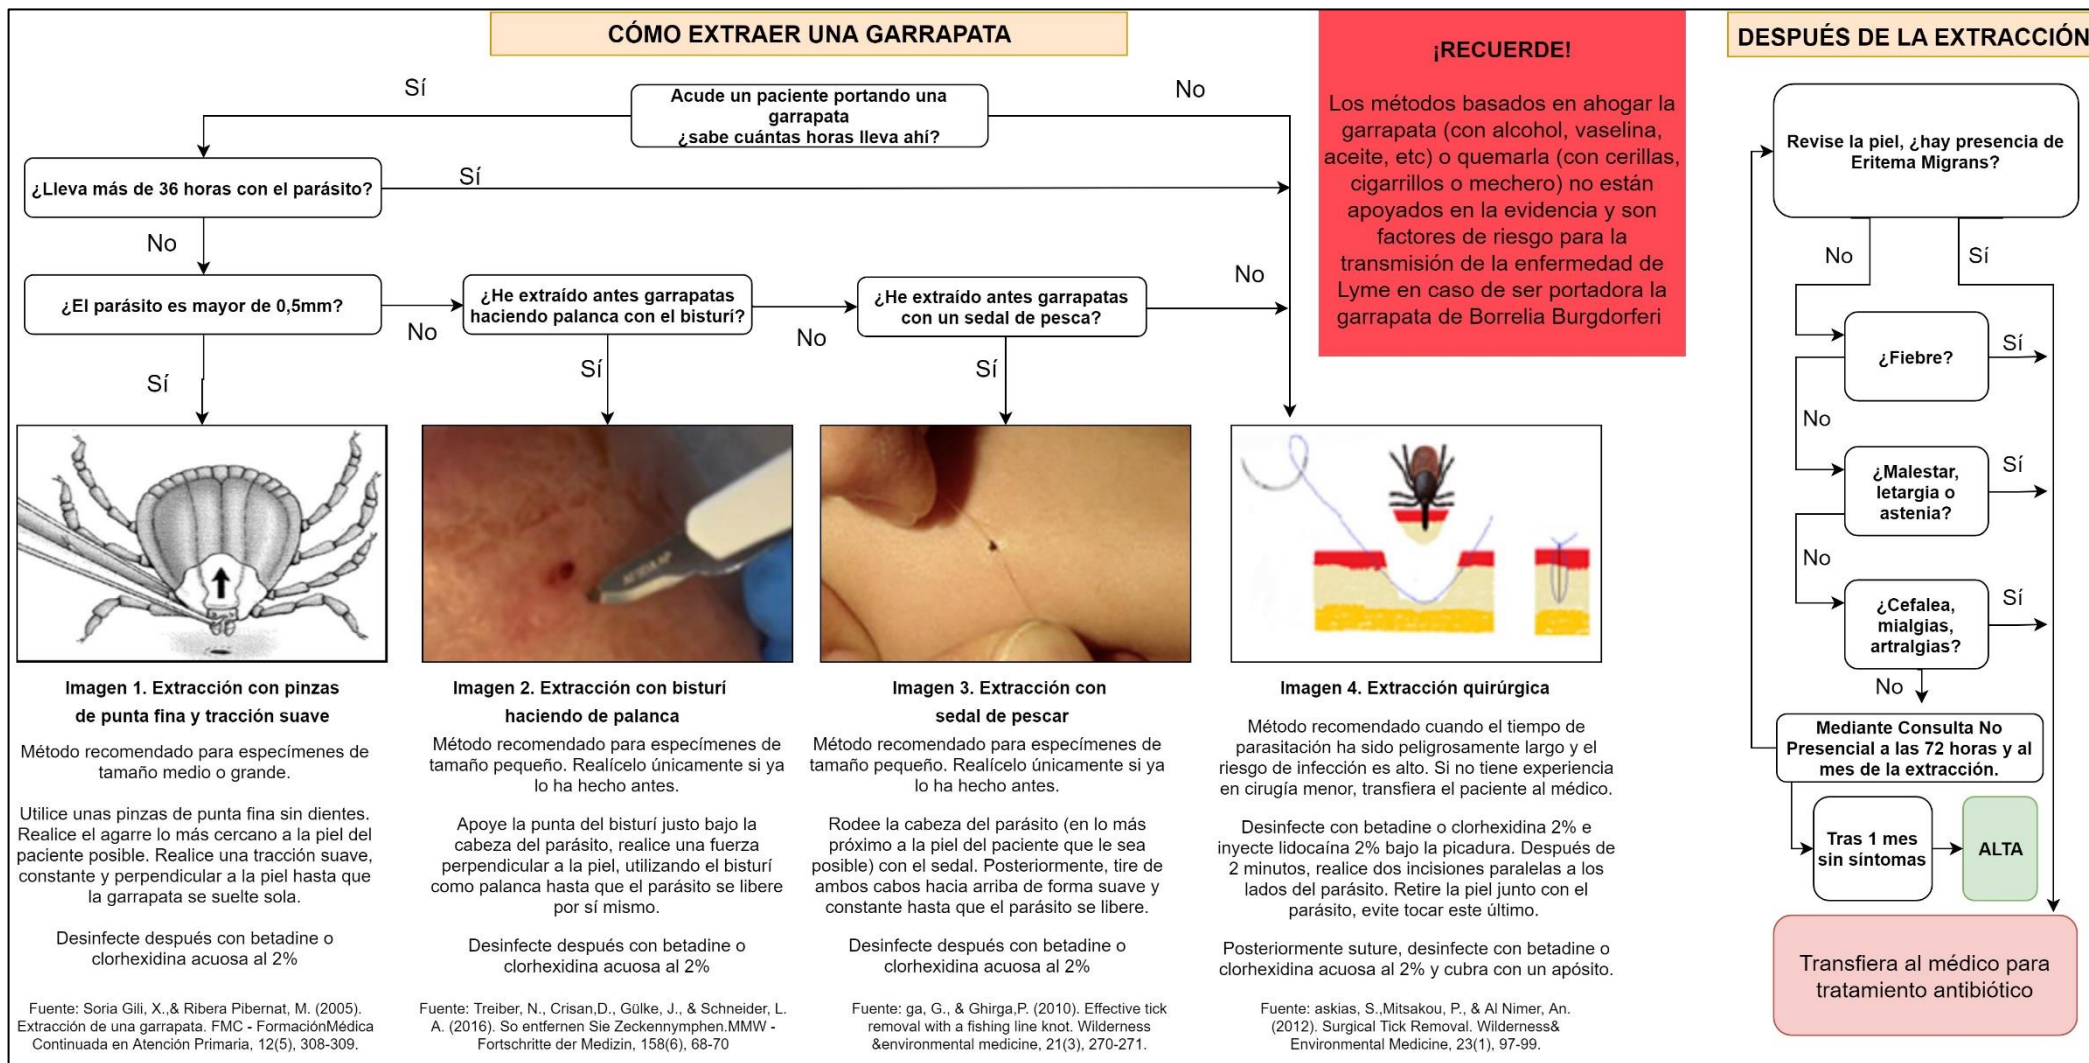 CÓMO EXTRAER UNA GARRAPATA
Sí
Acude un paciente portando una
garrapata
¿sabe cuántas horas lleva ahí?
No
¿Lleva más de 36 horas con el parásito?
Sí
No
¿El parásito es mayor de 0,5mm?
No
¿He extraído antes garrapatas
haciendo palanca con el bisturí?
No
¿He extraído antes garrapatas
con un sedal de pesca?
No
Sí
Sí
Sí
Imagen 1. Extracción con pinzas
de punta fina y tracción suave
Método recomendado para especímenes de
tamaño medio o grande.
Utilice unas pinzas de punta fina sin dientes.
Realice el agarre lo más cercano a la piel del
paciente posible. Realice una tracción suave,
constante y perpendicular a la piel hasta que
la garrapata se suelte sola.
Desinfecte después con betadine o
clorhexidina acuosa al 2%
Fuente: Soria Gili, X.,& Ribera Pibernat, M. (2005).
Extracción de una garrapata. FMC - FormaciónMédica
Continuada en Atención Primaria, 12(5), 308-309.
Imagen 2. Extracción con bisturí
haciendo de palanca
Método recomendado para especímenes de
tamaño pequeño. Realícelo únicamente si ya
lo ha hecho antes.
Apoye la punta del bisturí justo bajo la
cabeza del parásito, realice una fuerza
perpendicular a la piel, utilizando el bisturí
como palanca hasta que el parásito se libere
por sí mismo.
Desinfecte después con betadine o
clorhexidina acuosa al 2%
Fuente: Treiber, N., Crisan,D., Gülke, J., & Schneider, L.
A. (2016). So entfernen Sie Zeckennymphen.MMW -
Fortschritte der Medizin, 158(6), 68-70
Imagen 3. Extracción con
sedal de pescar
Método recomendado para especímenes de
tamaño pequeño. Realícelo únicamente si ya
lo ha hecho antes.
Rodee la cabeza del parásito (en lo más
próximo a la piel del paciente que le sea
posible) con el sedal. Posteriormente, tire de
ambos cabos hacia arriba de forma suave y
constante hasta que el parásito se libere.
Desinfecte después con betadine o
clorhexidina acuosa al 2%
Fuente: ga, G., & Ghirga,P. (2010). Effective tick
removal with a fishing line knot. Wilderness
&environmental medicine, 21(3), 270-271.
Imagen 4. Extracción quirúrgica
Método recomendado cuando el tiempo de
parasitación ha sido peligrosamente largo y el
riesgo de infección es alto. Si no tiene experiencia
en cirugía menor, transfiera el paciente al médico.
Desinfecte con betadine o clorhexidina 2% e
inyecte lidocaína 2% bajo la picadura. Después de
2 minutos, realice dos incisiones paralelas a los
lados del parásito. Retire la piel junto con el
parásito, evite tocar este último.
Posteriormente suture, desinfecte con betadine o
clorhexidina acuosa al 2% y cubra con un apósito.
Fuente: askias, S.,Mitsakou, P., & Al Nimer, An.
(2012). Surgical Tick Removal. Wilderness&
Environmental Medicine, 23(1), 97-99.
¡RECUERDE!
Los métodos basados en ahogar la
garrapata (con alcohol, vaselina,
aceite, etc) o quemarla (con cerillas,
cigarrillos o mechero) no están
apoyados en la evidencia y son
factores de riesgo para la
transmisión de la enfermedad de
Lyme en caso de ser portadora la
garrapata de Borrelia Burgdorferi
DESPUÉS DE LA EXTRACCIÓN
Revise la piel, ¿hay presencia de
Eritema Migrans?
No
Sí
¿Fiebre?
Sí
No
¿Malestar,
letargia o
astenia?
Sí
No
¿Cefalea,
mialgias,
artralgias?
Sí
No
Mediante Consulta No
Presencial a las 72 horas y al
mes de la extracción.
Tras 1 mes
sin síntomas
ALTA
Transfiera al médico para
tratamiento antibiótico